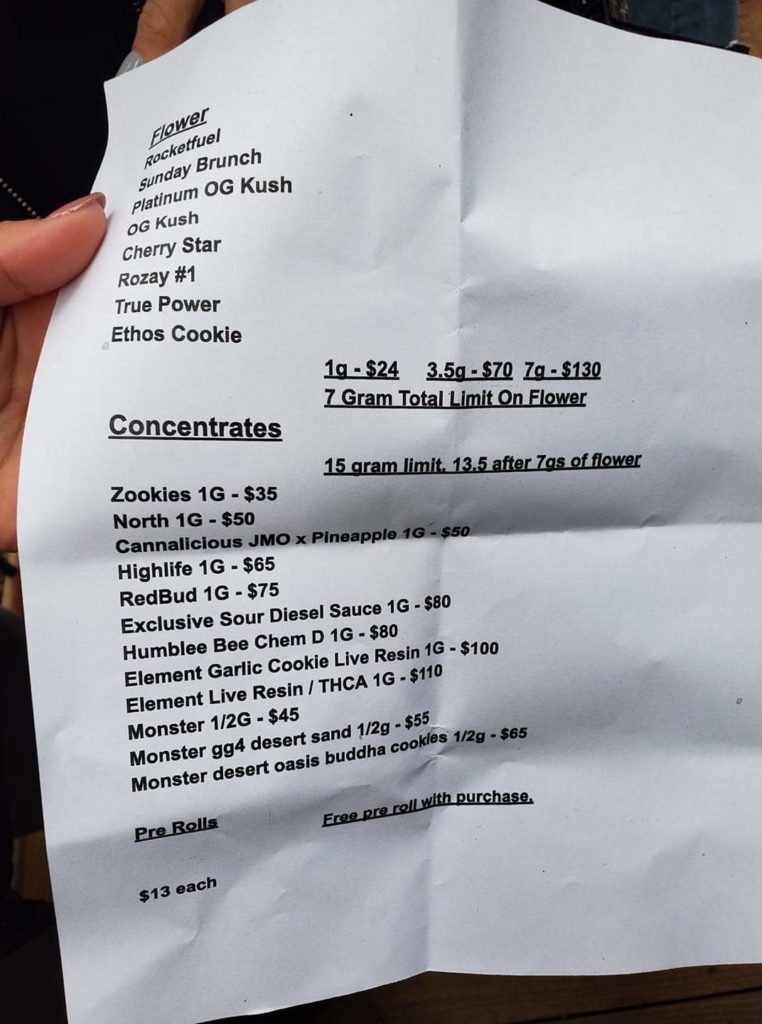 Flower
Rocketfuel
Sunday Brunch
Platinum OG Kush
OG Kush
Cherry Star
Rozay #1
True Power
Ethos Cookie
1g - $24 3.5g - $70 7g - $130
7 Gram Total Limit On Flower
Concentrates
15 gram limit. 13.5 after 7gs of flower
Zookies 1G - $35
North 1G - $50
Cannalicious JMO x Pineapple 1G - $50
Highlife 1G - $65
RedBud 1G - $75
Exclusive Sour Diesel Sauce 1G - $80
Humblee Bee Chem D 1G - $80
Element Garlic Cookie Live Resin 1G - $100
Element Live Resin / THCA 1G - $110
Monster 1/2G - $45
Monster gg4 desert sand 1/2g - $55
Monster desert oasis buddha cookies 1/2g - $65
Pre Rolls
Free pre roll with purchase.
$13 each